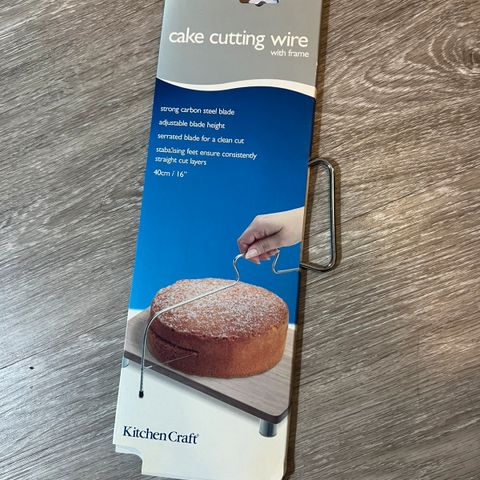 cake cutting wire
with frame
strong carbon steel blade
adjustable blade height
serrated blade for a clean cut
stabilising feet ensure consistently
straight cut layers
40cm / 16"
KitchenCraft®